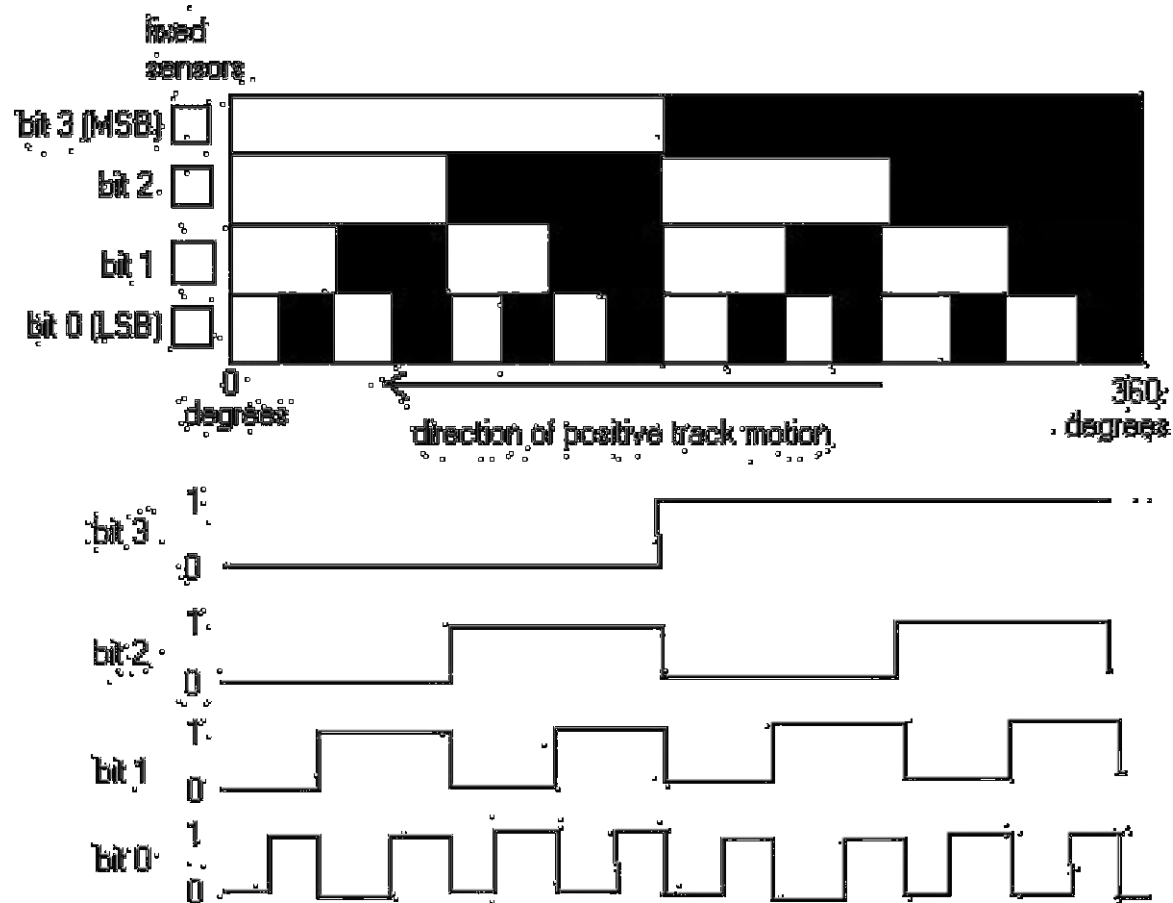 fixed
sensors
bit 3 (MSB)
bit 2
bit 1
bit 0 (LSB)
0
degrees
360
degrees
direction of positive track motion
bit 3
1
0
bit 2
1
0
bit 1
1
0
bit 0
1
0